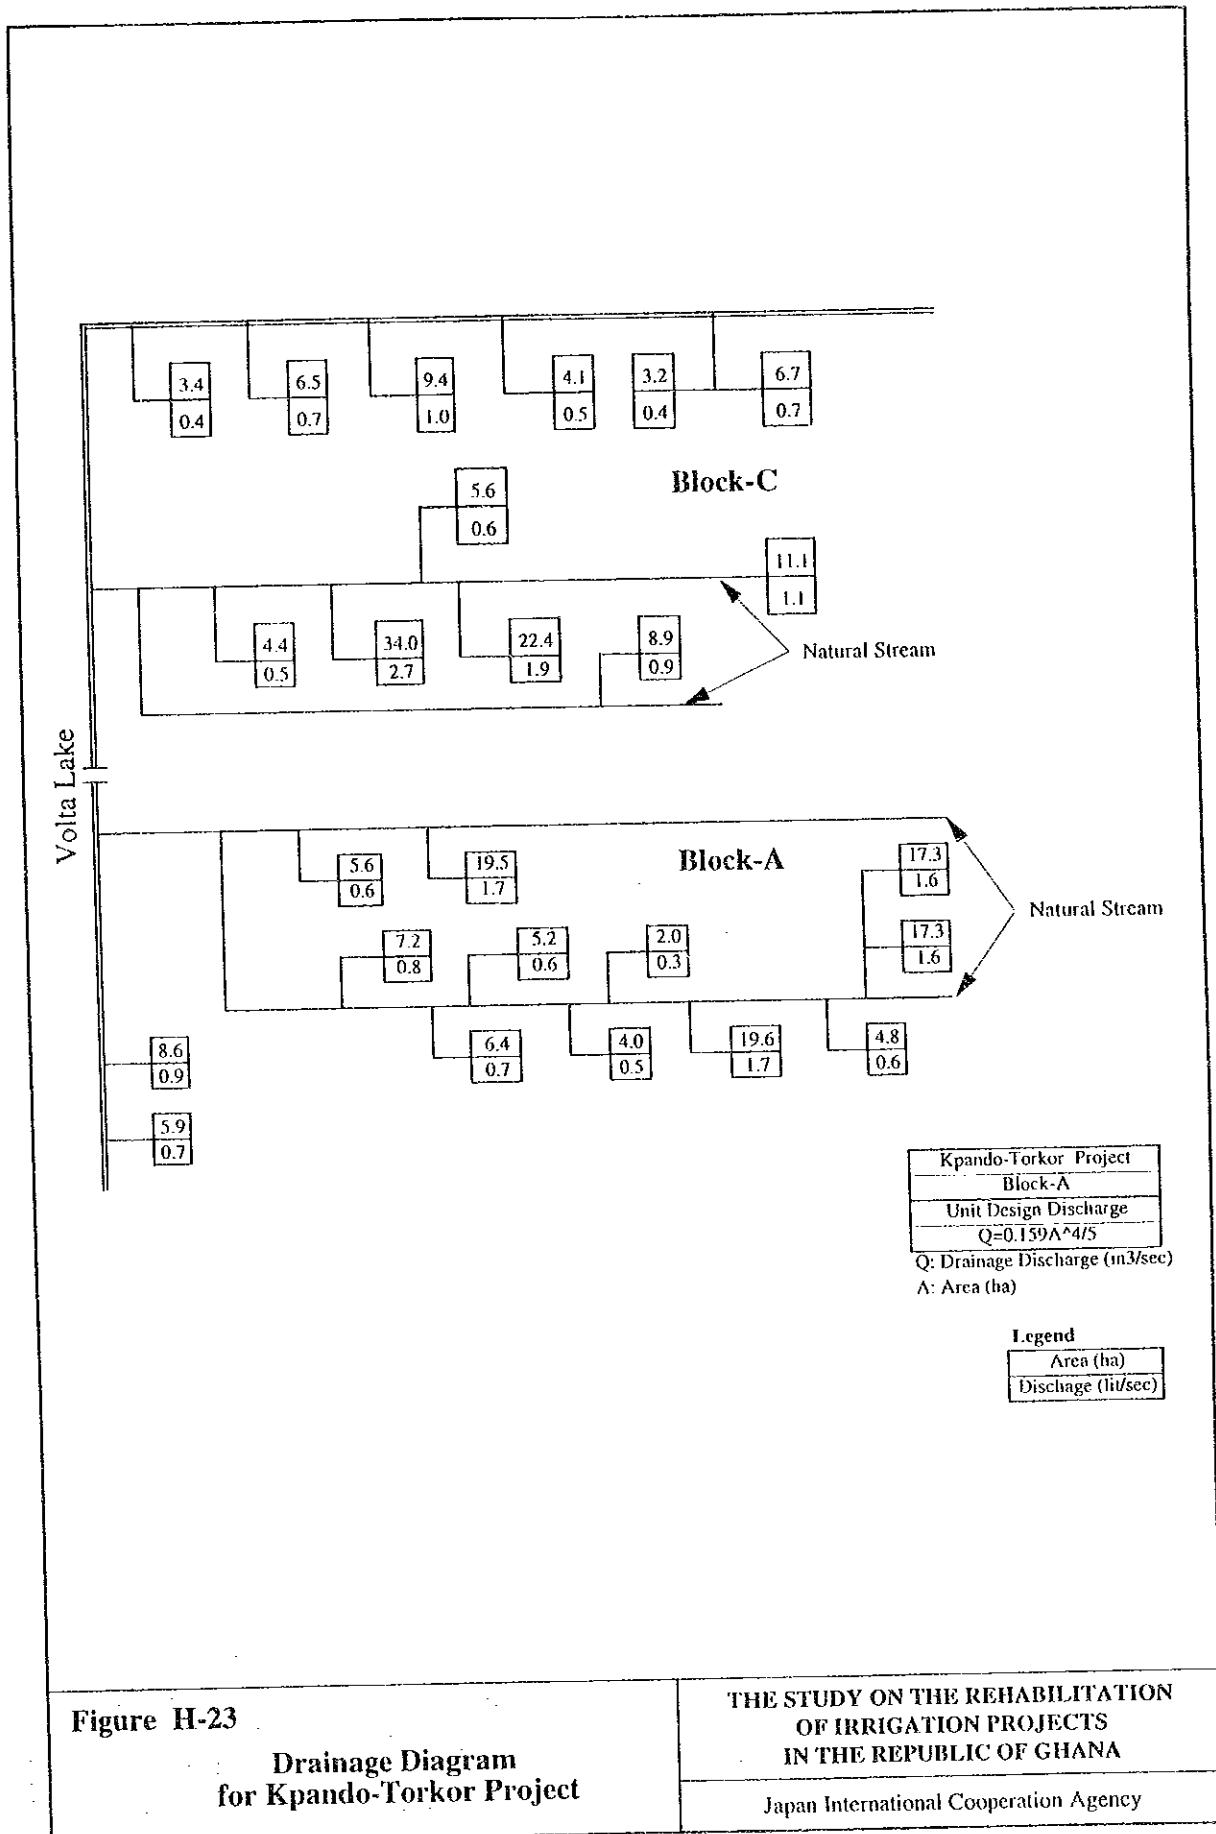 3.4
0.4
6.5
0.7
9.4
1.0
4.1
0.5
3.2
0.4
6.7
0.7
Block-C
5.6
0.6
11.1
1.1
4.4
0.5
34.0
2.7
22.4
1.9
8.9
0.9
Natural Stream
Volta Lake
Block-A
5.6
0.6
19.5
1.7
17.3
1.6
Natural Stream
7.2
0.8
5.2
0.6
2.0
0.3
17.3
1.6
6.4
0.7
4.0
0.5
19.6
1.7
4.8
0.6
8.6
0.9
5.9
0.7
Kpando-Torkor Project
Block-A
Unit Design Discharge
Q=0.159A^4/5
Q: Drainage Discharge (m3/sec)
A: Area (ha)
Legend
Area (ha)
Dischage (lit/sec)
Figure H-23
Drainage Diagram
for Kpando-Torkor Project
THE STUDY ON THE REHABILITATION
OF IRRIGATION PROJECTS
IN THE REPUBLIC OF GHANA
Japan International Cooperation Agency